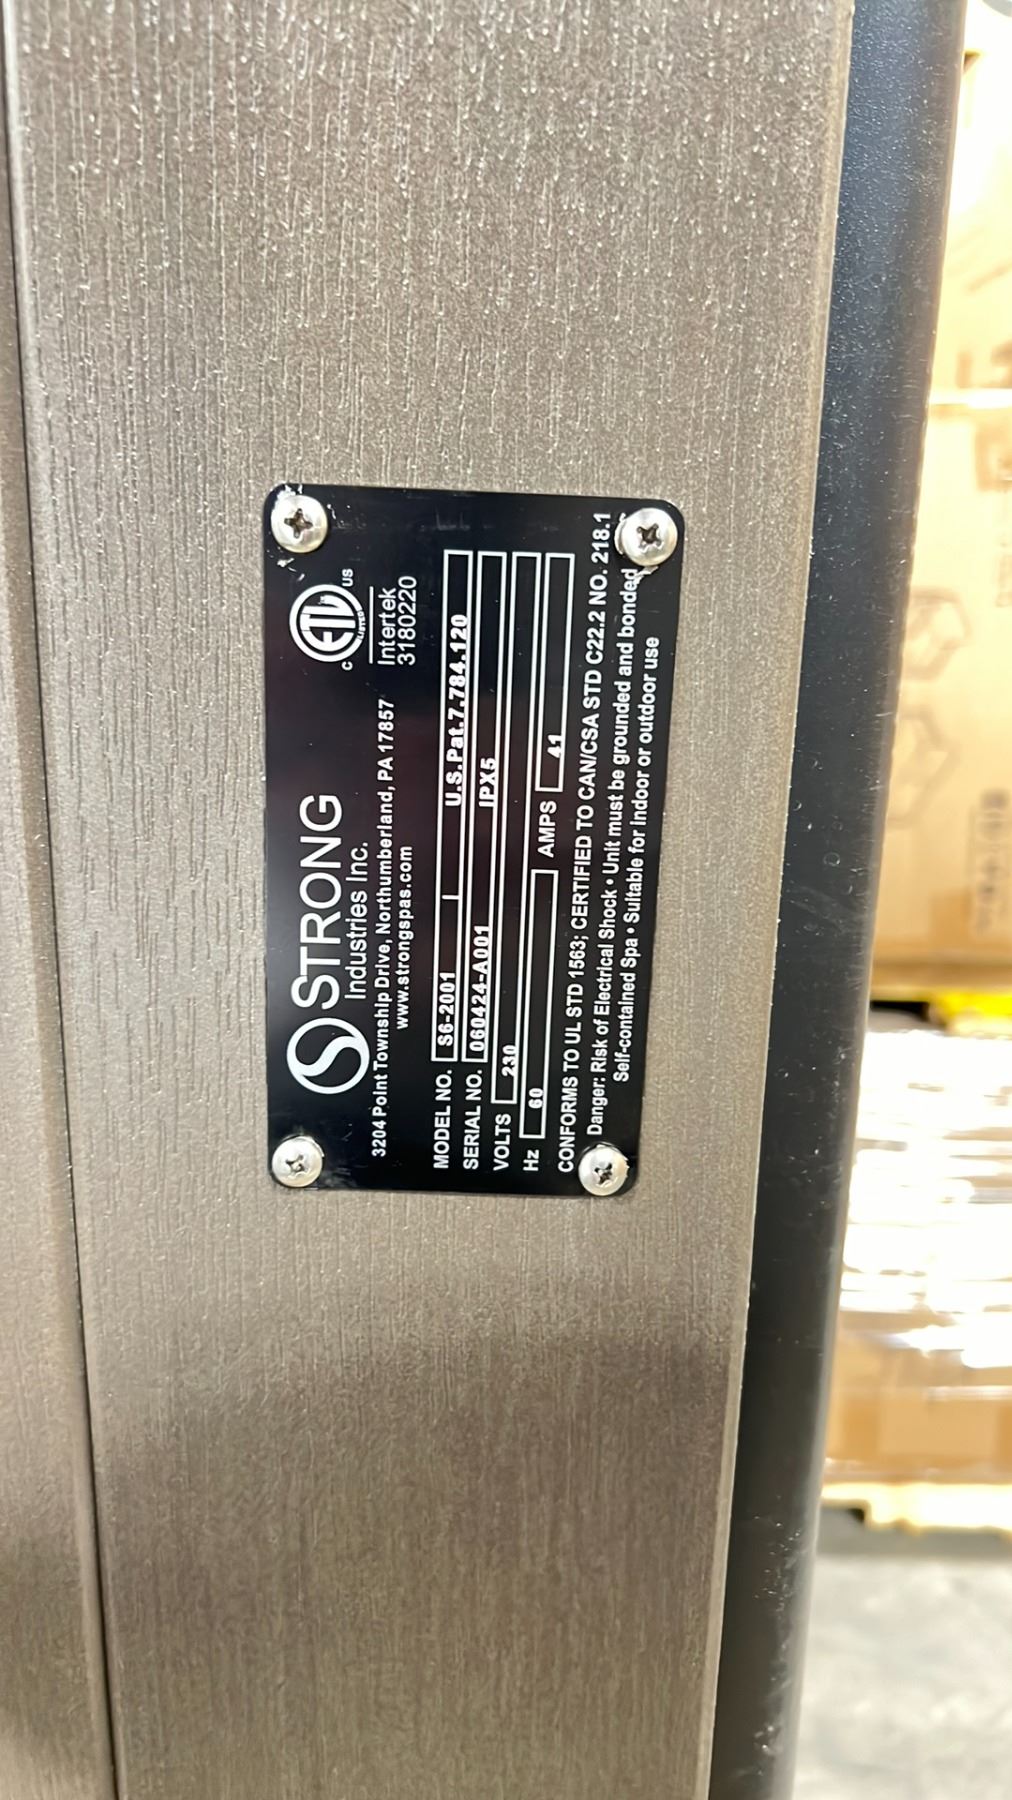 STRONG
Industries Inc.
3204 Point Township Drive, Northumberland, PA 17857
www.strongspas.com
C ETL US
LISTED
Intertek
3180220
MODEL NO. S6-2001 U.S.Pat.7,784,120
SERIAL NO. 060424-A001 IPX5
VOLTS 230
Hz 60 AMPS 41
CONFORMS TO UL STD 1563; CERTIFIED TO CAN/CSA STD C22.2 NO. 218.1
Danger: Risk of Electrical Shock • Unit must be grounded and bonded
Self-contained Spa • Suitable for indoor or outdoor use